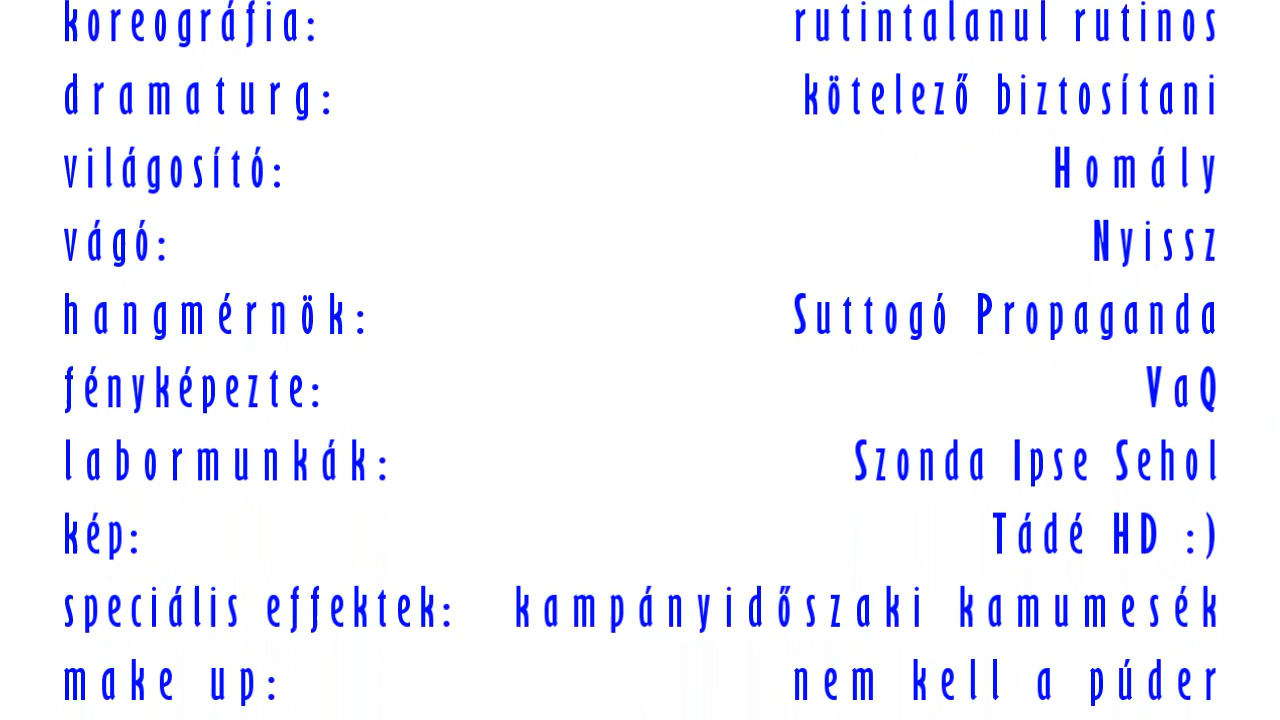 koreográfia: rutintalanul rutinos
dramaturg: kötelező biztosítani
világosító: Homály
vágó: Nyissz
hangmérnök: Suttogó Propaganda
fényképezte: VaQ
labormunkák: Szonda Ipse Sehol
kép: Tádé HD :)
speciális effektek: kampányidőszaki kamumesék
make up: nem kell a púder